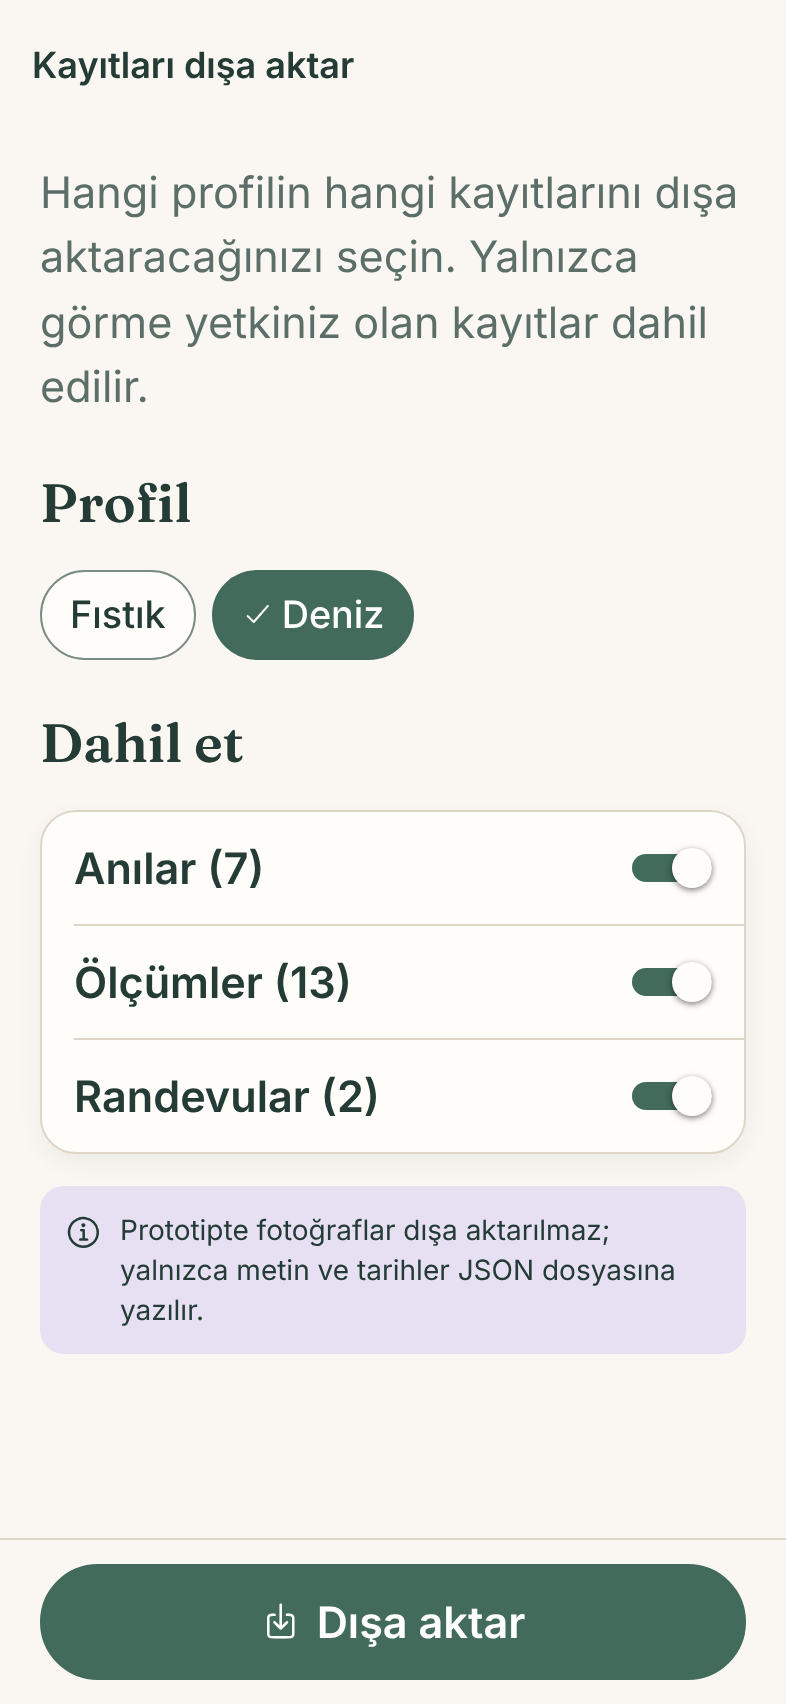 Kayıtları dışa aktar
Hangi profilin hangi kayıtlarını dışa
aktaracağınızı seçin. Yalnızca
görme yetkiniz olan kayıtlar dahil
edilir.
Profil
Fıstık
Deniz
Dahil et
Anılar (7)
Ölçümler (13)
Randevular (2)
Prototipte fotoğraflar dışa aktarılmaz;
yalnızca metin ve tarihler JSON dosyasına
yazılır.
Dışa aktar